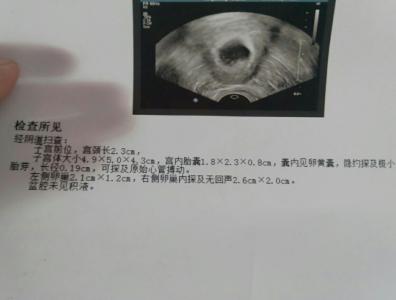 检查所见
经阴道扫查:
子宫前位,宫颈长2.3cm,
子宫体大小4.9×5.0×4.3cm,宫内胎囊1.8×2.3×0.8cm,囊内见卵黄囊,隐约探及极小
胎芽,长径0.19cm,可探及原始心管搏动。
左侧卵巢2.1cm×1.2cm,右侧卵巢内探及无回声2.6cm×2.0cm。
盆腔未见积液。